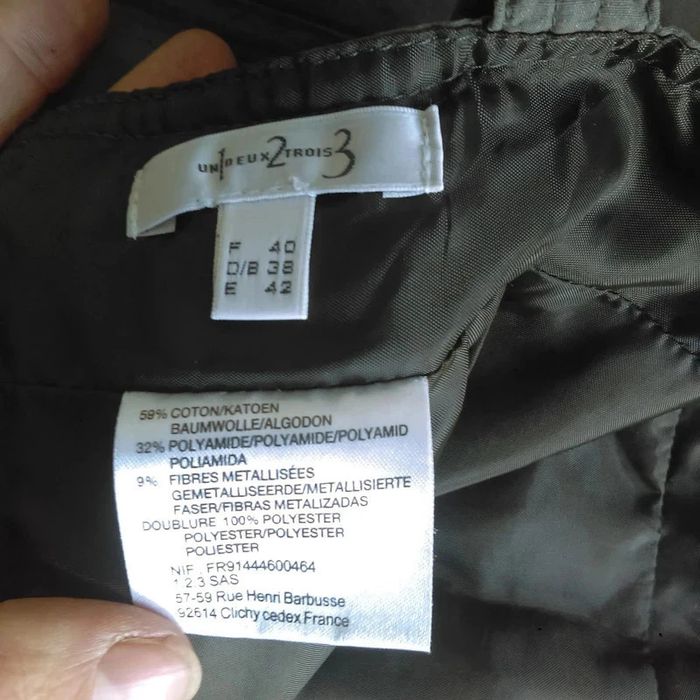 UN1DEUX2TROIS3
F 40
D/B 38
E 42
59% COTON/KATOEN
BAUMWOLLE/ALGODON
32% POLYAMIDE/POLYAMIDE/POLYAMID
POLIAMIDA
9% FIBRES METALLISÉES
GEMETALLISEERDE/METALLISIERTE
FASER/FIBRAS METALIZADAS
DOUBLURE 100% POLYESTER
POLYESTER/POLYESTER
POLIESTER
NIF. FR91444600464
1.2.3 SAS
57-59 Rue Henri Barbusse
92614 Clichy cedex France